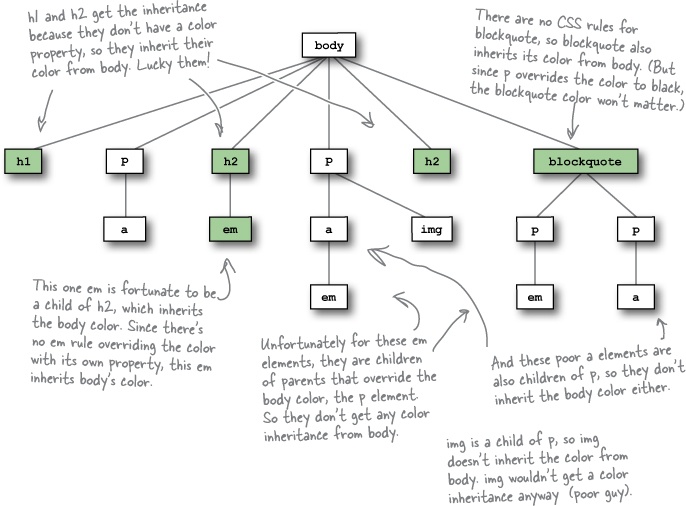 h1 and h2 get the inheritance
because they don't have a color
property, so they inherit their
color from body. Lucky them!
There are no CSS rules for
blockquote, so blockquote also
inherits its color from body. (But
since p overrides the color to black,
the blockquote color won't matter.)
body
h1
p
h2
p
h2
blockquote
a
em
a
img
p
p
em
em
a
This one em is fortunate to be
a child of h2, which inherits
the body color. Since there's
no em rule overriding the color
with its own property, this em
inherits body's color.
Unfortunately for these em
elements, they are children
of parents that override the
body color, the p element.
So they don't get any color
inheritance from body.
And these poor a elements are
also children of p, so they don't
inherit the body color either.
img is a child of p, so img
doesn't inherit the color from
body. img wouldn't get a color
inheritance anyway (poor guy).